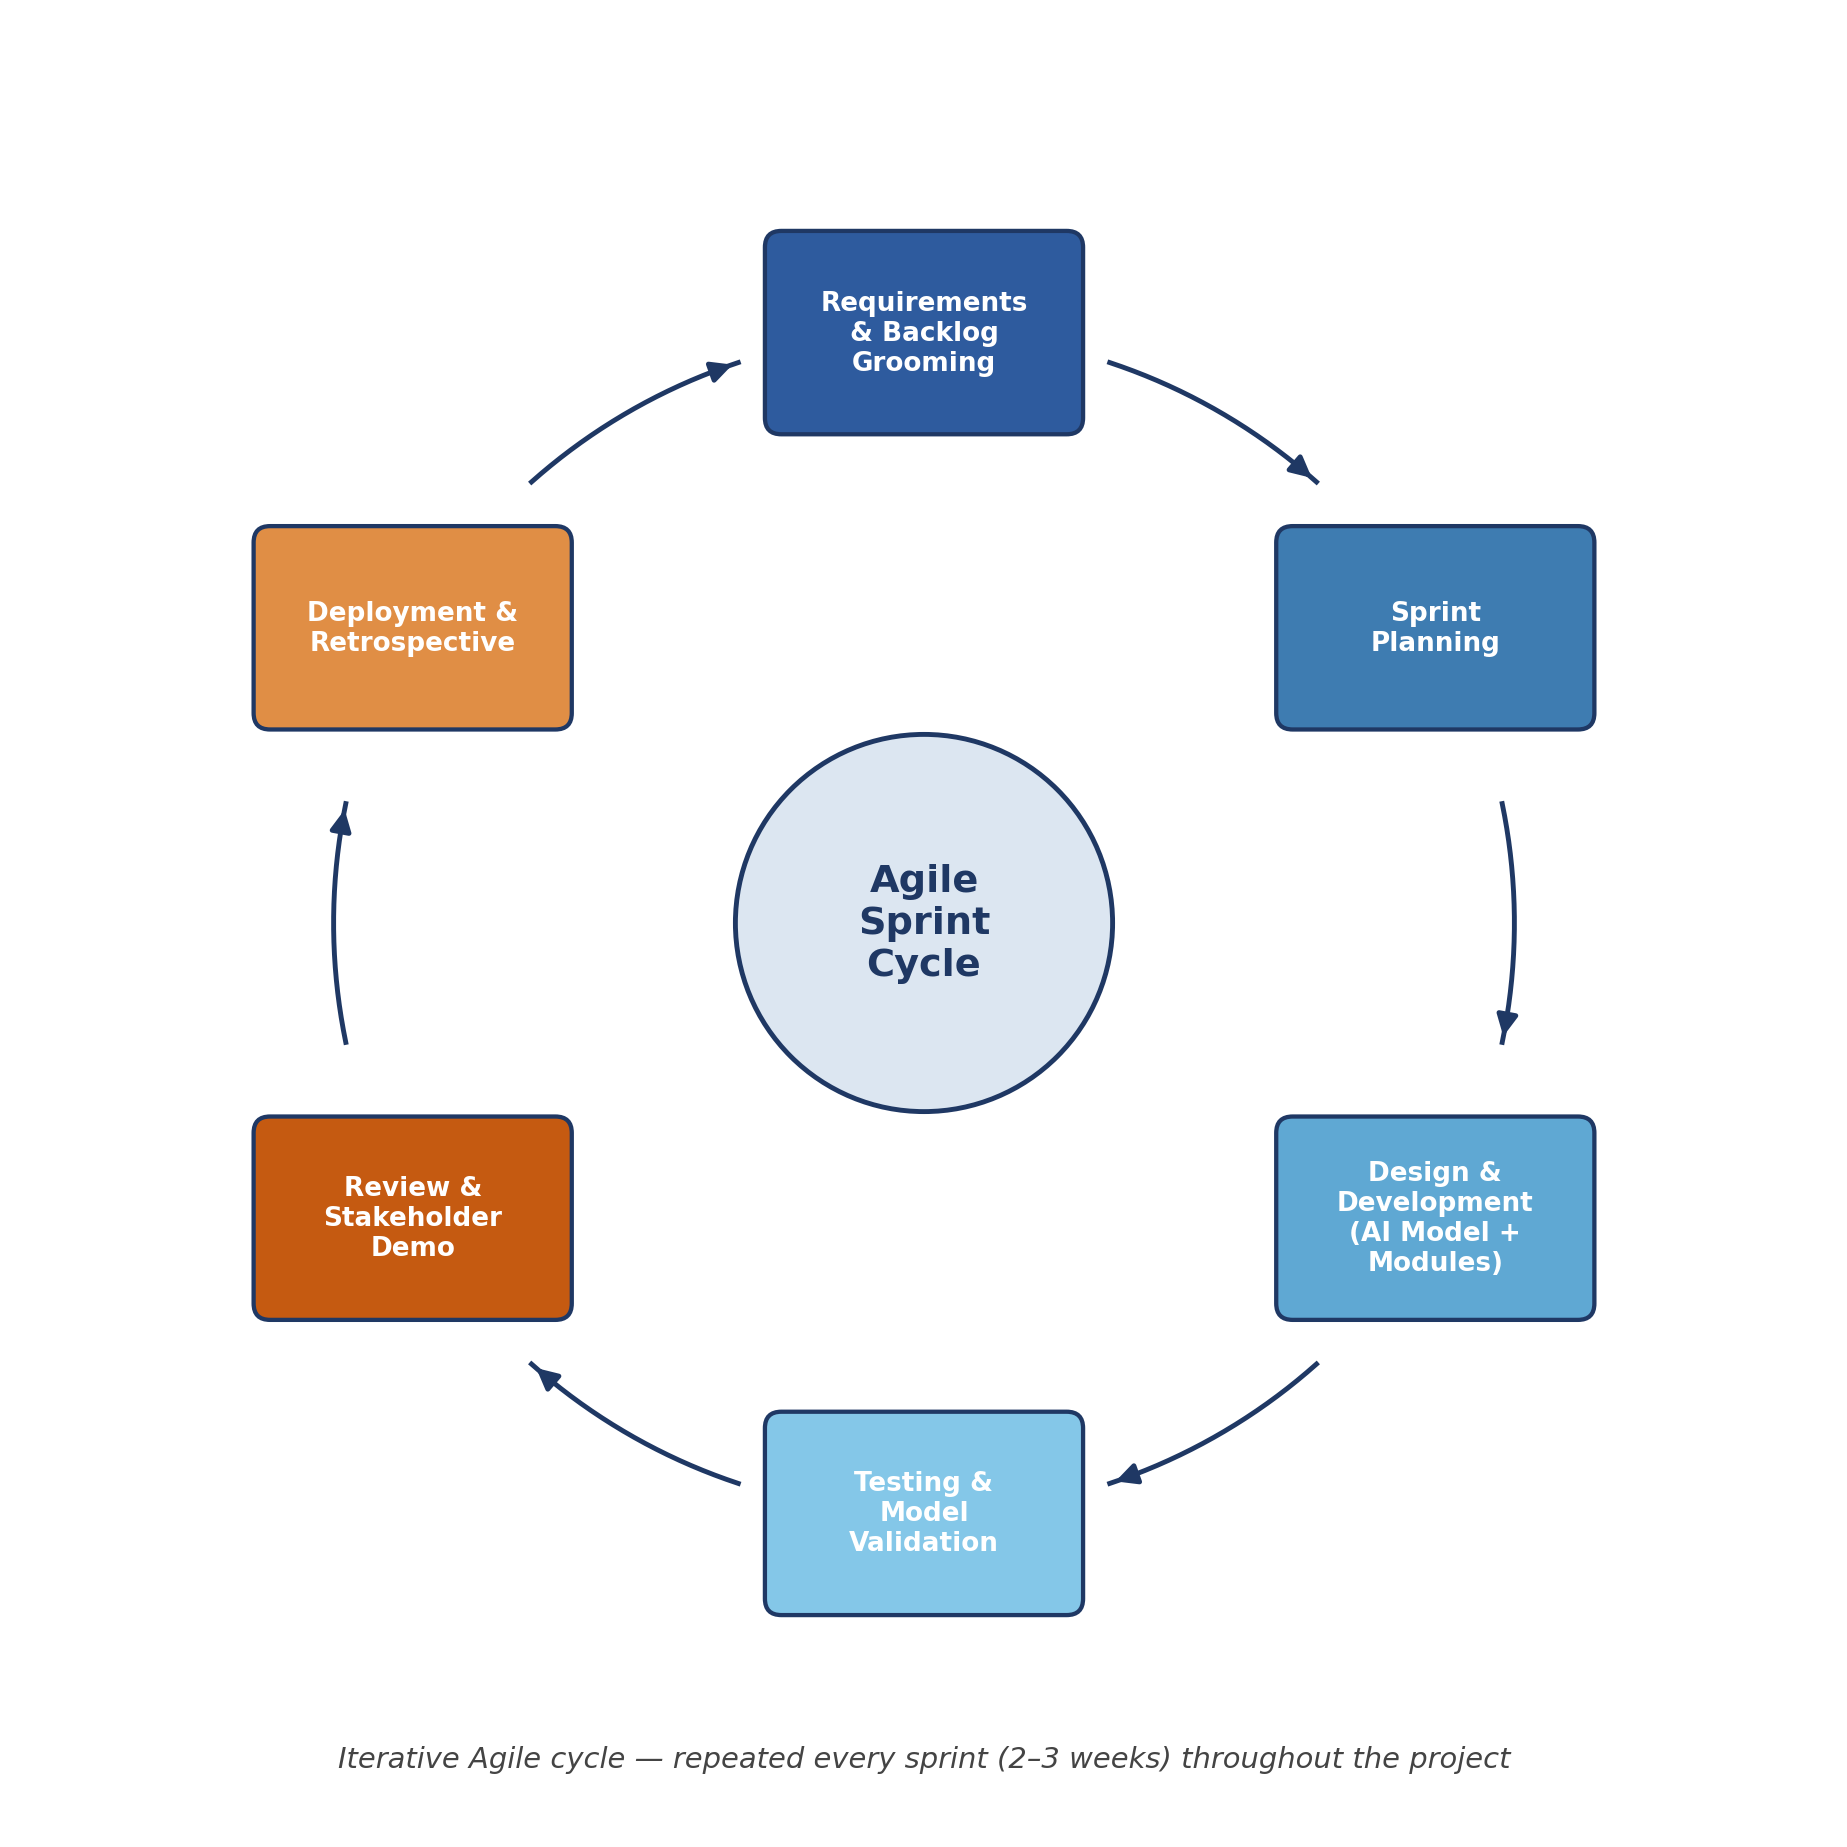 Requirements
& Backlog
Grooming
Deployment &
Retrospective
Sprint
Planning
Agile
Sprint
Cycle
Review &
Stakeholder
Demo
Design &
Development
(AI Model +
Modules)
Testing &
Model
Validation
Iterative Agile cycle — repeated every sprint (2–3 weeks) throughout the project